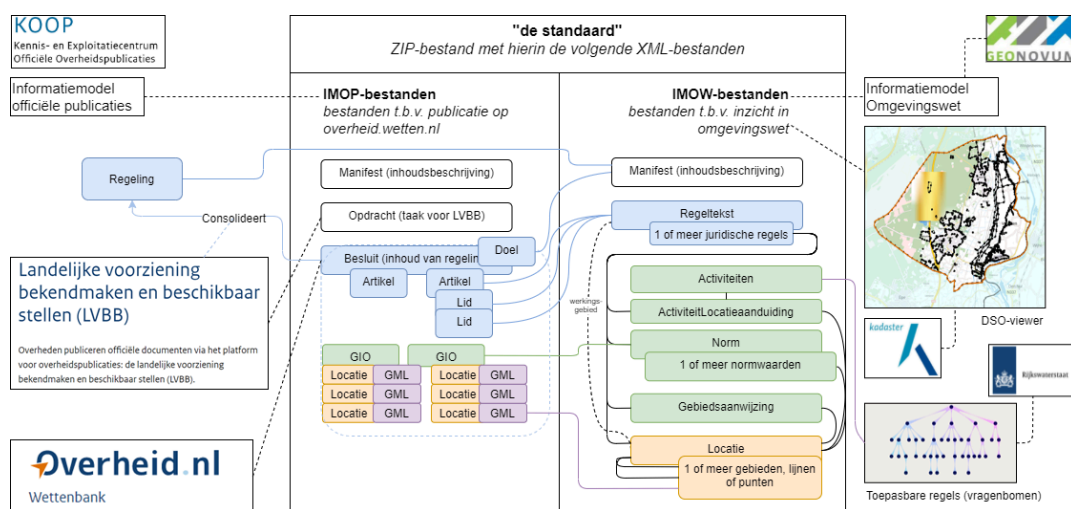 KOOP
Kennis- en Exploitatiecentrum
Officiële Overheidspublicaties
Informatiemodel
officiële publicaties
"de standaard"
ZIP-bestand met hierin de volgende XML-bestanden
IMOP-bestanden
bestanden t.b.v. publicatie op
overheid.wetten.nl
IMOW-bestanden
bestanden t.b.v. inzicht in
omgevingswet
GEONOVUM
Informatiemodel
Omgevingswet
Regeling
Consolideert
Manifest (inhoudsbeschrijving)
Opdracht (taak voor LVBB)
Doel
Besluit (inhoud van regelin
Artikel
Artikel
Lid
Lid
GIO
GIO
Locatie
GML
Locatie
GML
Locatie
GML
Locatie
GML
Locatie
GML
Locatie
GML
Manifest (inhoudsbeschrijving)
Regeltekst
1 of meer juridische regels
werkings-
gebied
Activiteiten
ActiviteitLocatieaanduiding
Norm
1 of meer normwaarden
Gebiedsaanwijzing
Locatie
1 of meer gebieden, lijnen
of punten
Landelijke voorziening
bekendmaken en beschikbaar
stellen (LVBB)
Overheden publiceren officiële documenten via het platform
voor overheidspublicaties: de landelijke voorziening
bekendmaken en beschikbaar stellen (LVBB).
Overheid.nl
Wettenbank
DSO-viewer
kadaster
Rijkswaterstaat
Toepasbare regels (vragenbomen)